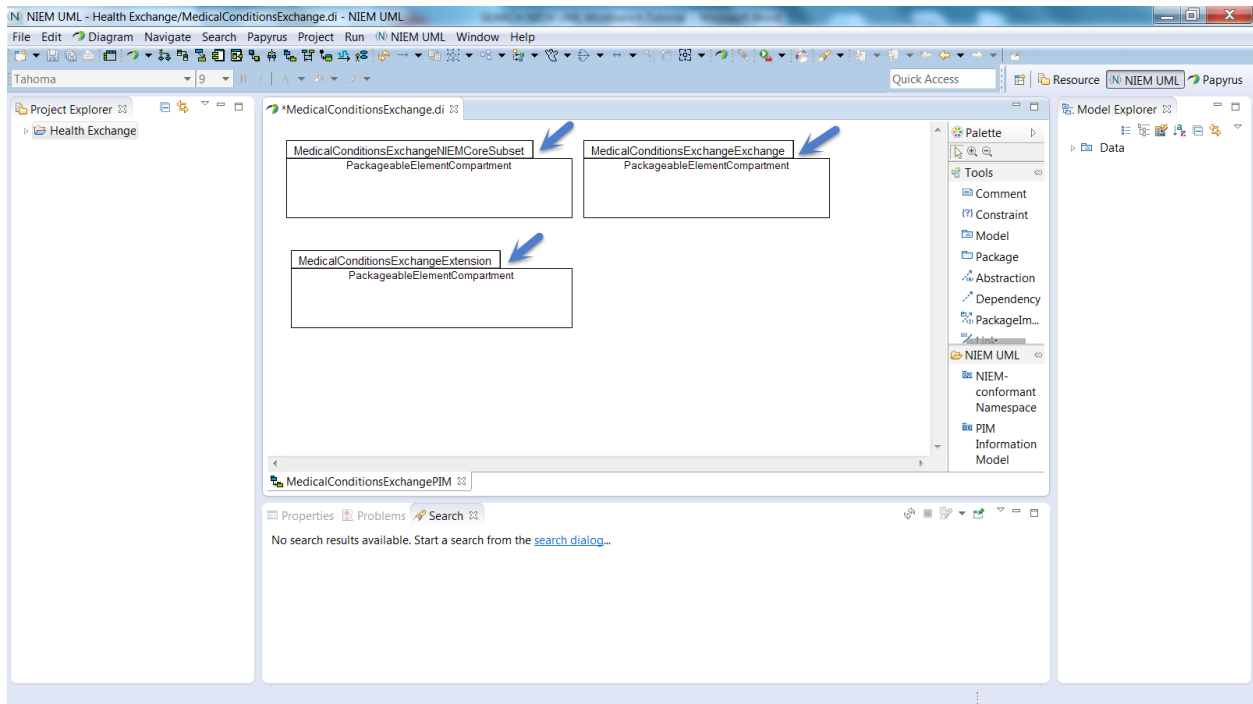 NIEM UML - Health Exchange/MedicalConditionsExchange.di - NIEM UML
File Edit Diagram Navigate Search Papyrus Project Run NIEM UML Window Help
Tahoma 9 Quick Access Resource NIEM UML Papyrus
Project Explorer
Health Exchange
*MedicalConditionsExchange.di
MedicalConditionsExchangeNIEMCoreSubset
PackageableElementCompartment
MedicalConditionsExchangeExchange
PackageableElementCompartment
MedicalConditionsExchangeExtension
PackageableElementCompartment
Palette
Tools
Comment
Constraint
Model
Package
Abstraction
Dependency
PackageIm...
Link
NIEM UML
NIEM-
conformant
Namespace
PIM
Information
Model
MedicalConditionsExchangePIM
Properties Problems Search
No search results available. Start a search from the search dialog...
Model Explorer
Data